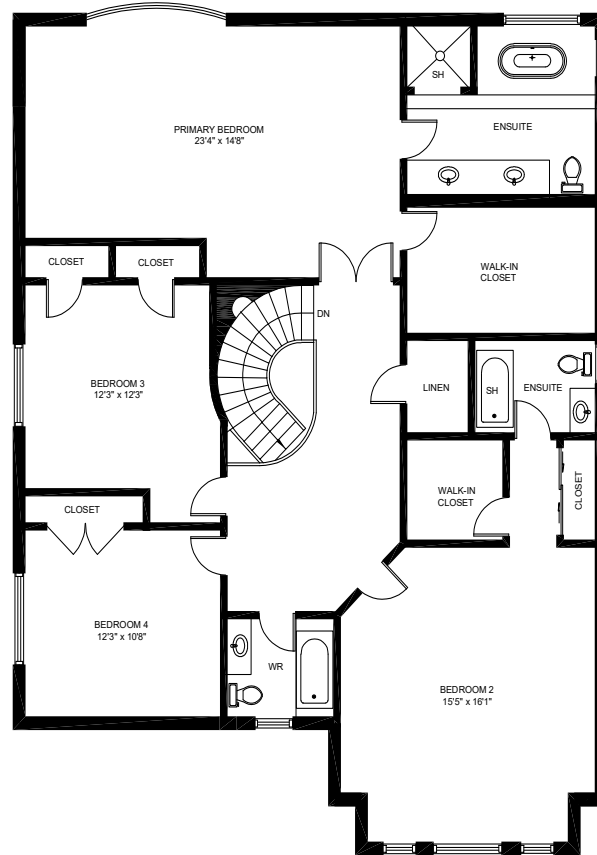 SH
PRIMARY BEDROOM
23'4" x 14'8"
ENSUITE
CLOSET
CLOSET
WALK-IN
CLOSET
DN
BEDROOM 3
12'3" x 12'3"
LINEN
SH
ENSUITE
WALK-IN
CLOSET
CLOSET
CLOSET
BEDROOM 4
12'3" x 10'8"
WR
BEDROOM 2
15'5" x 16'1"